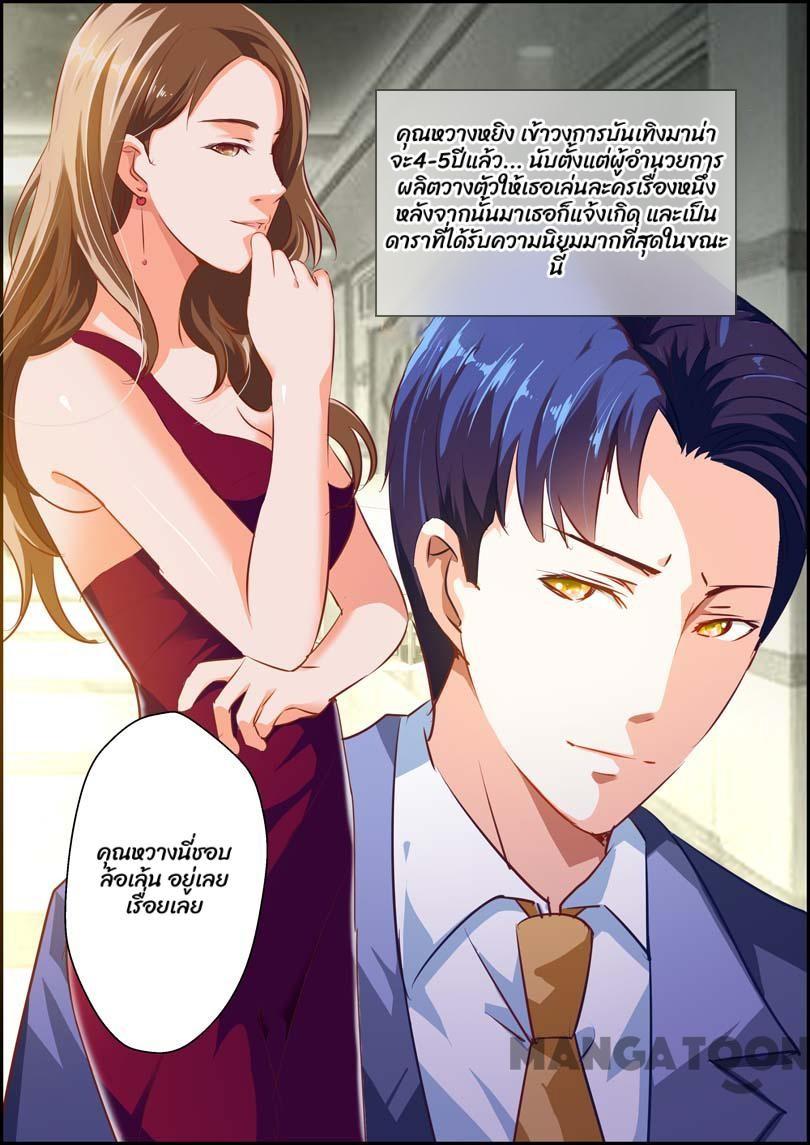 คุณหวางหยิง เข้าวงการบันเทิงมาน่า
จะ4-5ปีแล้ว... นับตั้งแต่ผู้อำนวยการ
ผลิตวางตัวให้เธอเล่นละครเรื่องหนึ่ง
หลังจากนั้นมาเธอก็แจ้งเกิด และเป็น
ดาราที่ได้รับความนิยมมากที่สุดในขณะ
นี้
คุณหวางนี่ชอบ
ล้อเล้น อยู่เลย
เรื่อยเลย
MANGATOON